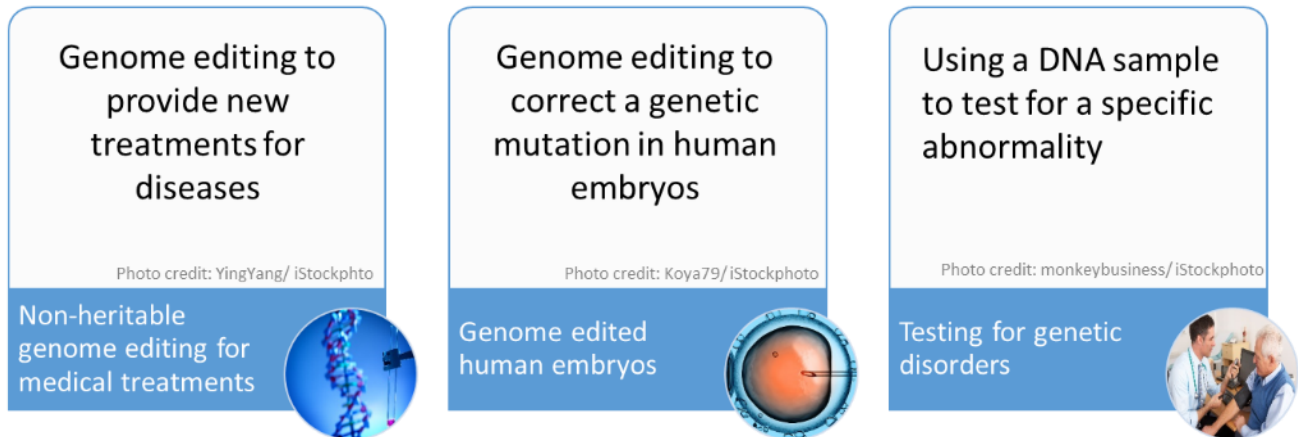 Genome editing to
provide new
treatments for
diseases
Photo credit: YingYang/ iStockphto
Non-heritable
genome editing for
medical treatments
Genome editing to
correct a genetic
mutation in human
embryos
Photo credit: Koya79/iStockphoto
Genome edited
human embryos
Using a DNA sample
to test for a specific
abnormality
Photo credit: monkeybusiness/iStockphoto
Testing for genetic
disorders